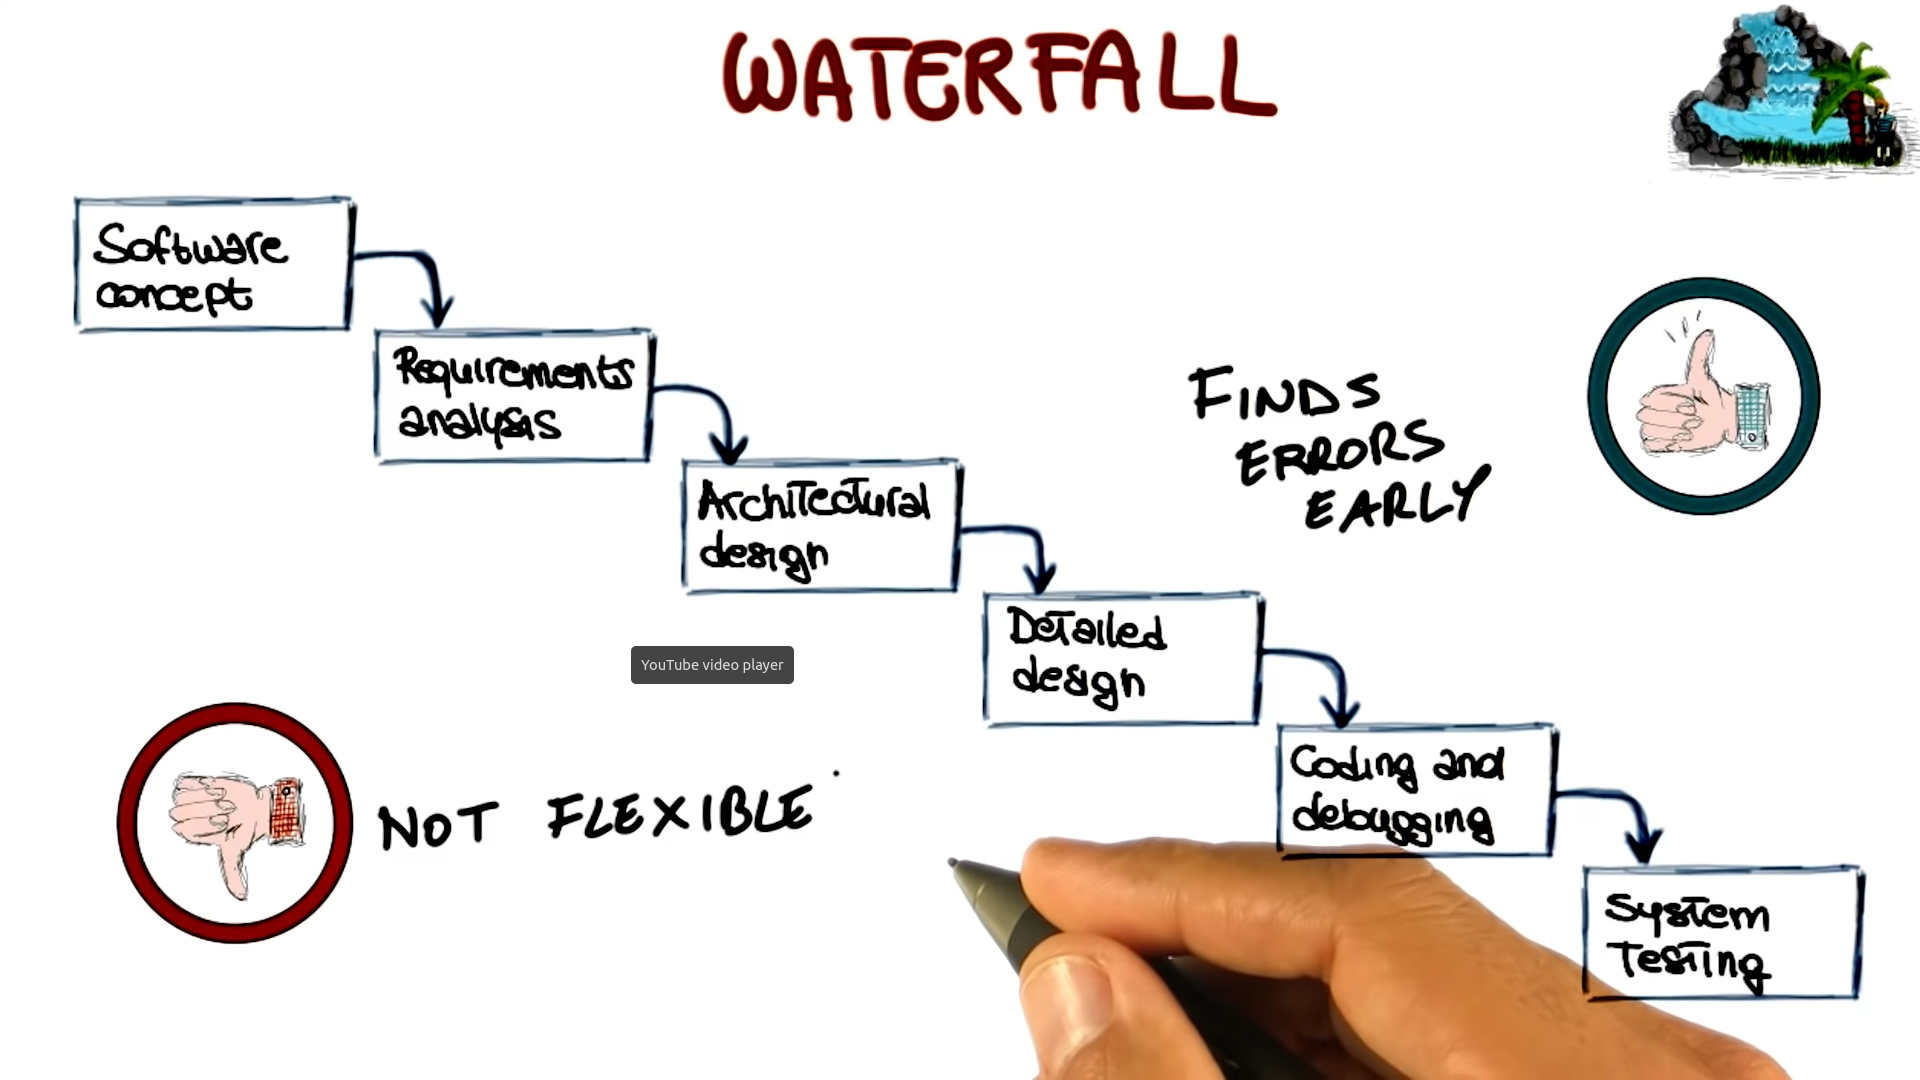 WATERFALL
Software
concept
Requirements
analysis
Architectural
design
FINDS
ERRORS
EARLY
Detailed
design
YouTube video player
Coding and
debugging
NOT FLEXIBLE
System
Testing